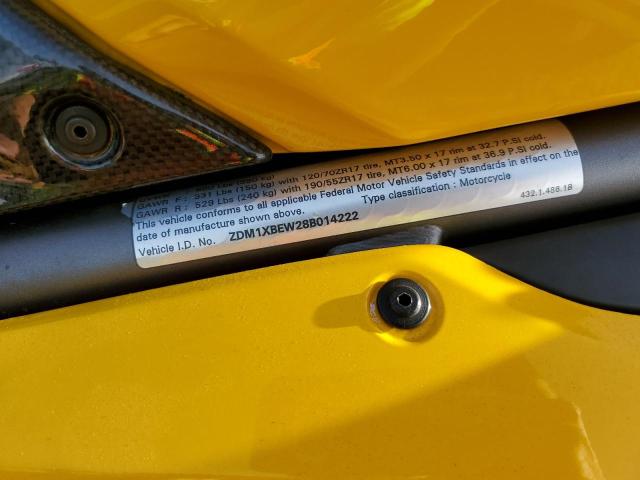 GAWR F : 331 Lbs (150 kg) with 120/70ZR17 tire, MT3.50 x 17 rim at 32.7 P.SI cold.
GAWR R : 529 Lbs (240 kg) with 190/55ZR17 tire, MT6.00 x 17 rim at 36.9 P.SI cold.
This vehicle conforms to all applicable Federal Motor Vehicle Safety Standards in effect on the
date of manufacture shown above. Type classification : Motorcycle
Vehicle I.D. No. ZDM1XBEW28B014222
432.1.486.1B